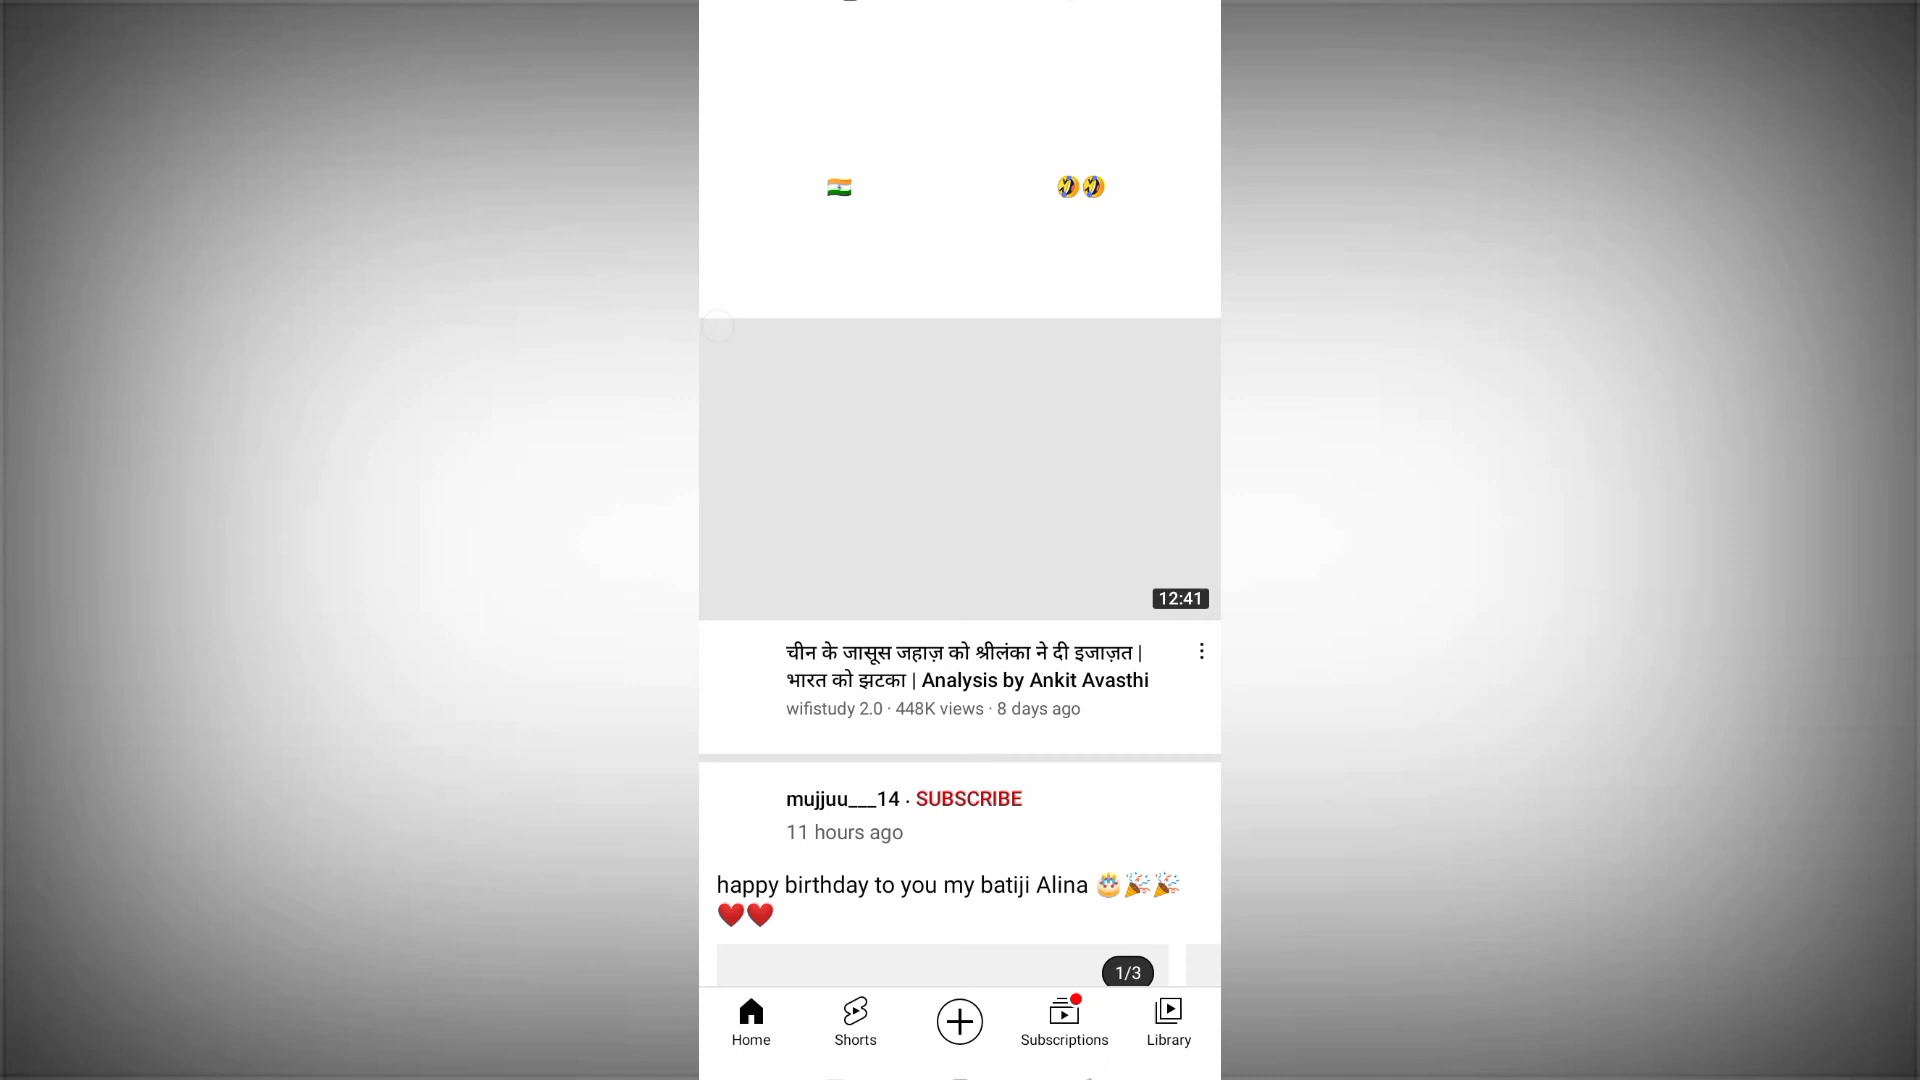 🇮🇳 🤣🤣
12:41
चीन के जासूस जहाज़ को श्रीलंका ने दी इजाज़त |
भारत को झटका | Analysis by Ankit Avasthi
wifistudy 2.0 · 448K views · 8 days ago
mujjuu___14 · SUBSCRIBE
11 hours ago
happy birthday to you my batiji Alina 🎂🎉🎉
❤️❤️
1/3
Home Shorts Subscriptions Library